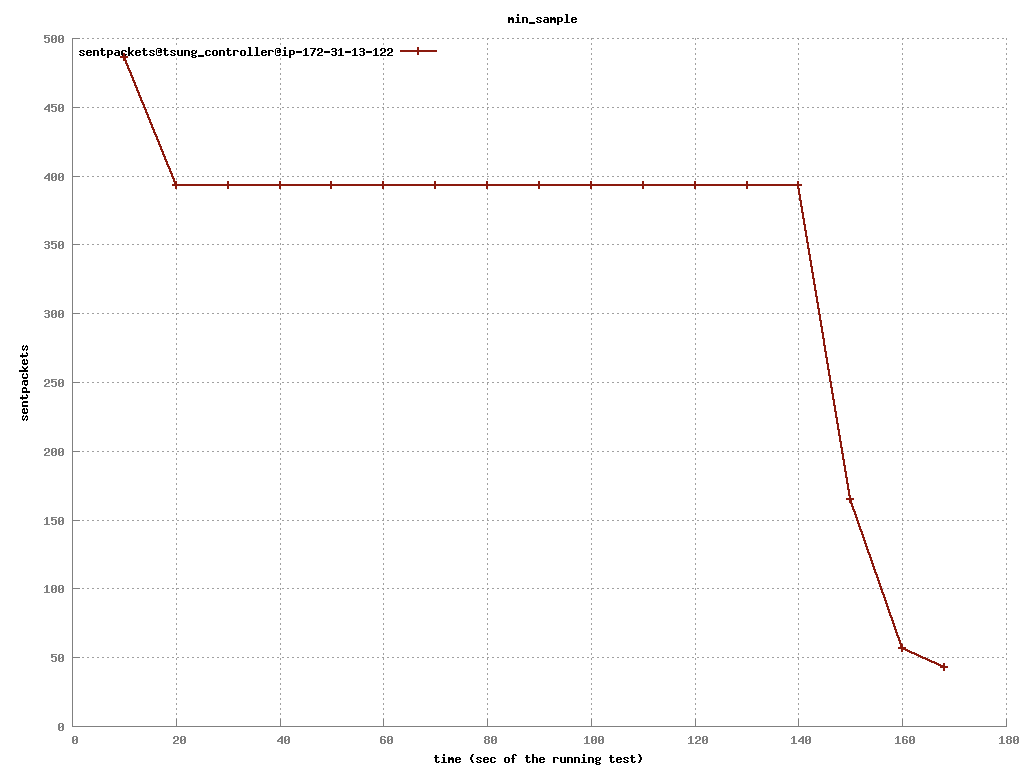 min_sample
sentpackets@tsung_controller@ip-172-31-13-122
500
450
400
350
300
250
200
150
100
50
0
sentpackets
0 20 40 60 80 100 120 140 160 180
time (sec of the running test)